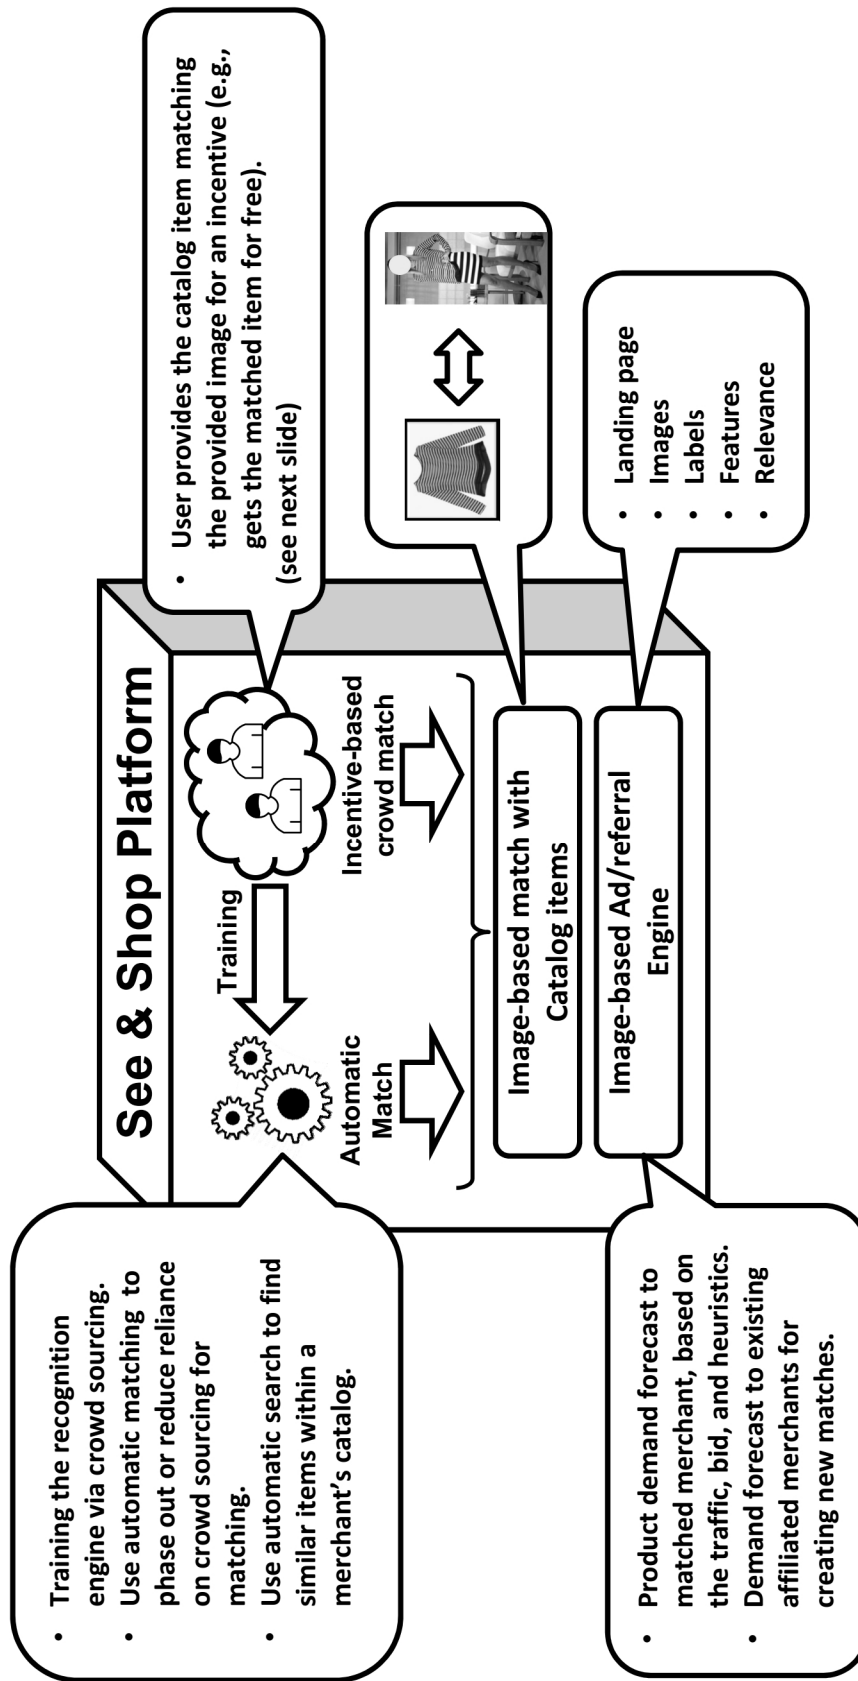 See & Shop Platform
• Training the recognition
engine via crowd sourcing.
• Use automatic matching to
phase out or reduce reliance
on crowd sourcing for
matching.
• Use automatic search to find
similar items within a
merchant's catalog.
Training
Automatic
Match
Incentive-based
crowd match
• User provides the catalog item matching
the provided image for an incentive (e.g.,
gets the matched item for free).
(see next slide)
Image-based match with
Catalog items
Image-based Ad/referral
Engine
• Product demand forecast to
matched merchant, based on
the traffic, bid, and heuristics.
• Demand forecast to existing
affiliated merchants for
creating new matches.
• Landing page
• Images
• Labels
• Features
• Relevance